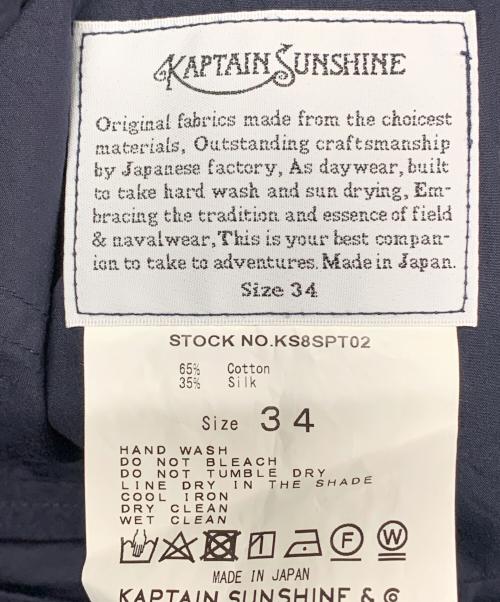 KAPTAIN SUNSHINE
Original fabrics made from the choicest
materials, Outstanding craftsmanship
by Japanese factory, As daywear, built
to take hard wash and sun drying, Em-
bracing the tradition and essence of field
& navalwear, This is your best compan-
ion to take to adventures. Made in Japan.
Size 34
STOCK NO.KS8SPT02
65% Cotton
35% Silk
Size 34
HAND WASH
DO NOT BLEACH
DO NOT TUMBLE DRY
LINE DRY IN THE SHADE
COOL IRON
DRY CLEAN
WET CLEAN
F W
MADE IN JAPAN
KAPTAIN SUNSHINE & Co